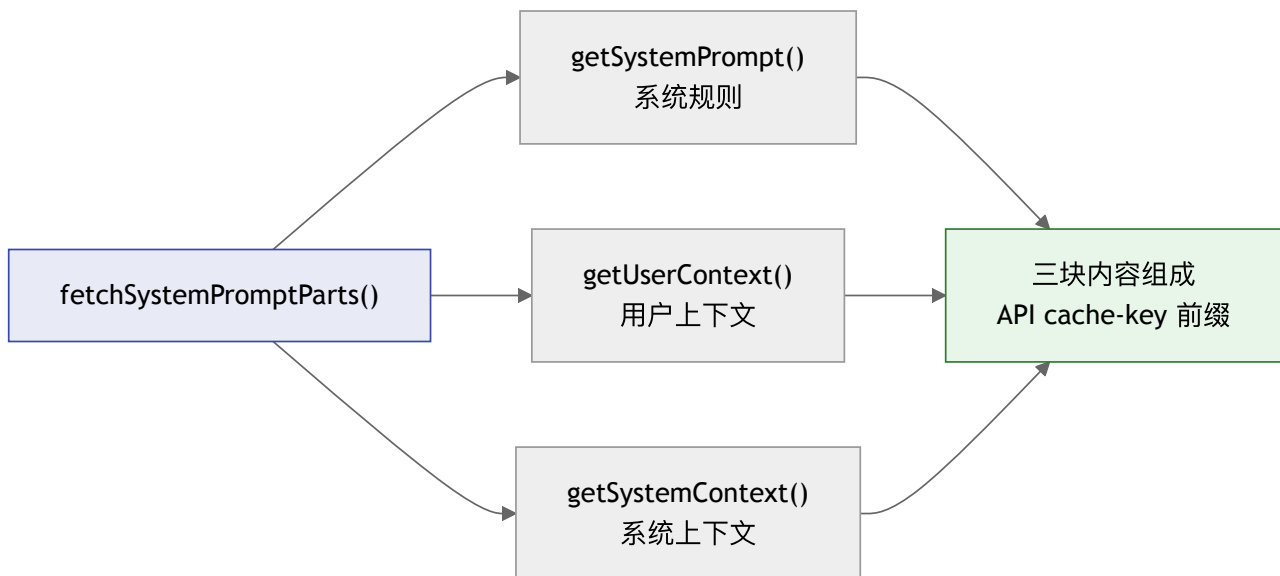 fetchSystemPromptParts()
getSystemPrompt()
系统规则
getUserContext()
用户上下文
getSystemContext()
系统上下文
三块内容组成
API cache-key 前缀